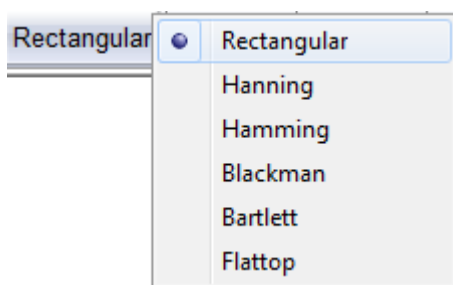 Rectangular
Rectangular
Hanning
Hamming
Blackman
Bartlett
Flattop